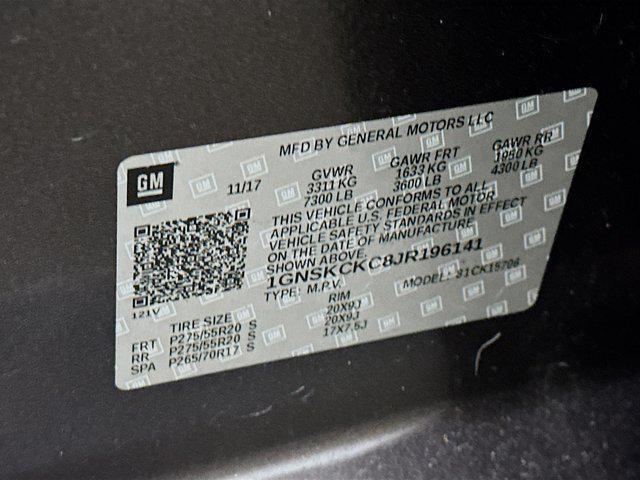 MFD BY GENERAL MOTORS LLC
GM
11/17
GVWR
3311 KG
7300 LB
GAWR FRT
1633 KG
3600 LB
GAWR RR
1950 KG
4300 LB
THIS VEHICLE CONFORMS TO ALL
APPLICABLE U.S. FEDERAL MOTOR
VEHICLE SAFETY STANDARDS IN EFFECT
ON THE DATE OF MANUFACTURE
SHOWN ABOVE.
1GNSKCKC8JR196141
TYPE: M.P.V.
MODEL: S1CK15706
121V
TIRE SIZE
RIM
FRT P275/55R20 S 20X9J
RR P275/55R20 S 20X9J
SPA P265/70R17 S 17X7.5J